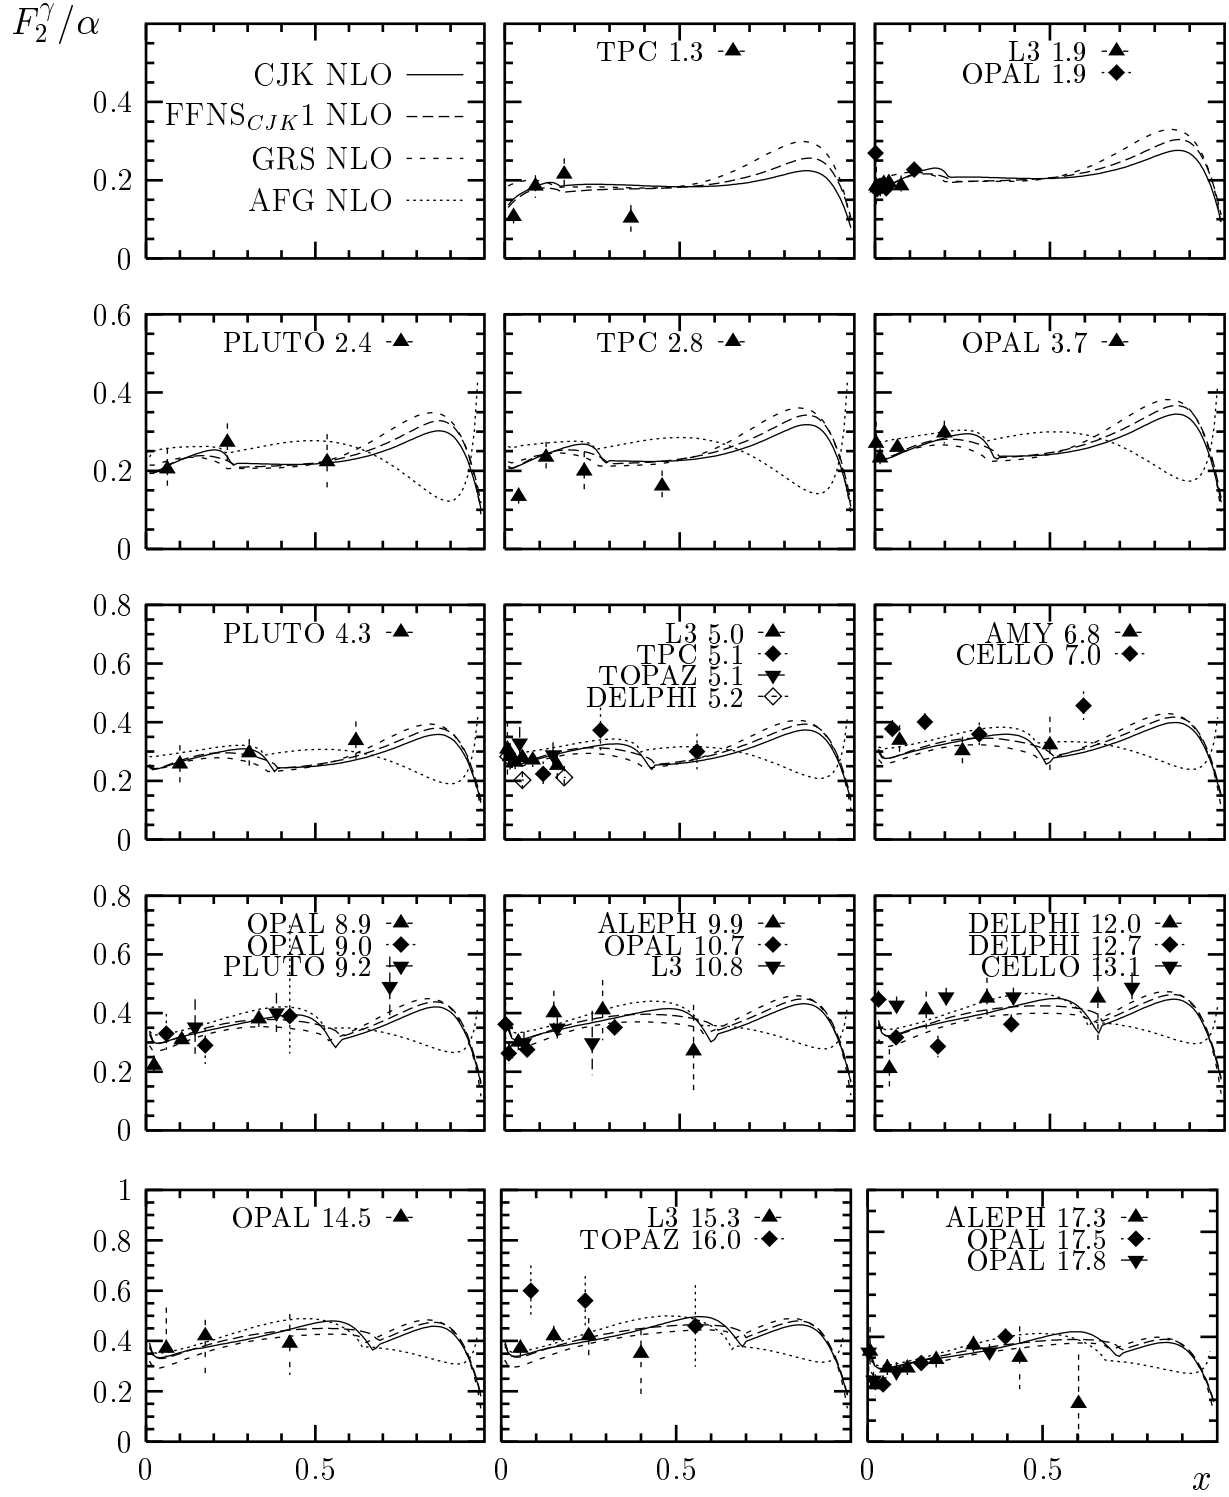 F₂^γ/α
CJK NLO
FFNS_CJK1 NLO
GRS NLO
AFG NLO
0.4
0.2
0
TPC 1.3
L3 1.9
OPAL 1.9
0.6
0.4
0.2
0
PLUTO 2.4
TPC 2.8
OPAL 3.7
0.8
0.6
0.4
0.2
0
PLUTO 4.3
L3 5.0
TPC 5.1
TOPAZ 5.1
DELPHI 5.2
AMY 6.8
CELLO 7.0
0.8
0.6
0.4
0.2
0
OPAL 8.9
OPAL 9.0
PLUTO 9.2
ALEPH 9.9
OPAL 10.7
L3 10.8
DELPHI 12.0
DELPHI 12.7
CELLO 13.1
1
0.8
0.6
0.4
0.2
0
OPAL 14.5
L3 15.3
TOPAZ 16.0
ALEPH 17.3
OPAL 17.5
OPAL 17.8
0 0.5 0 0.5 0 0.5 x